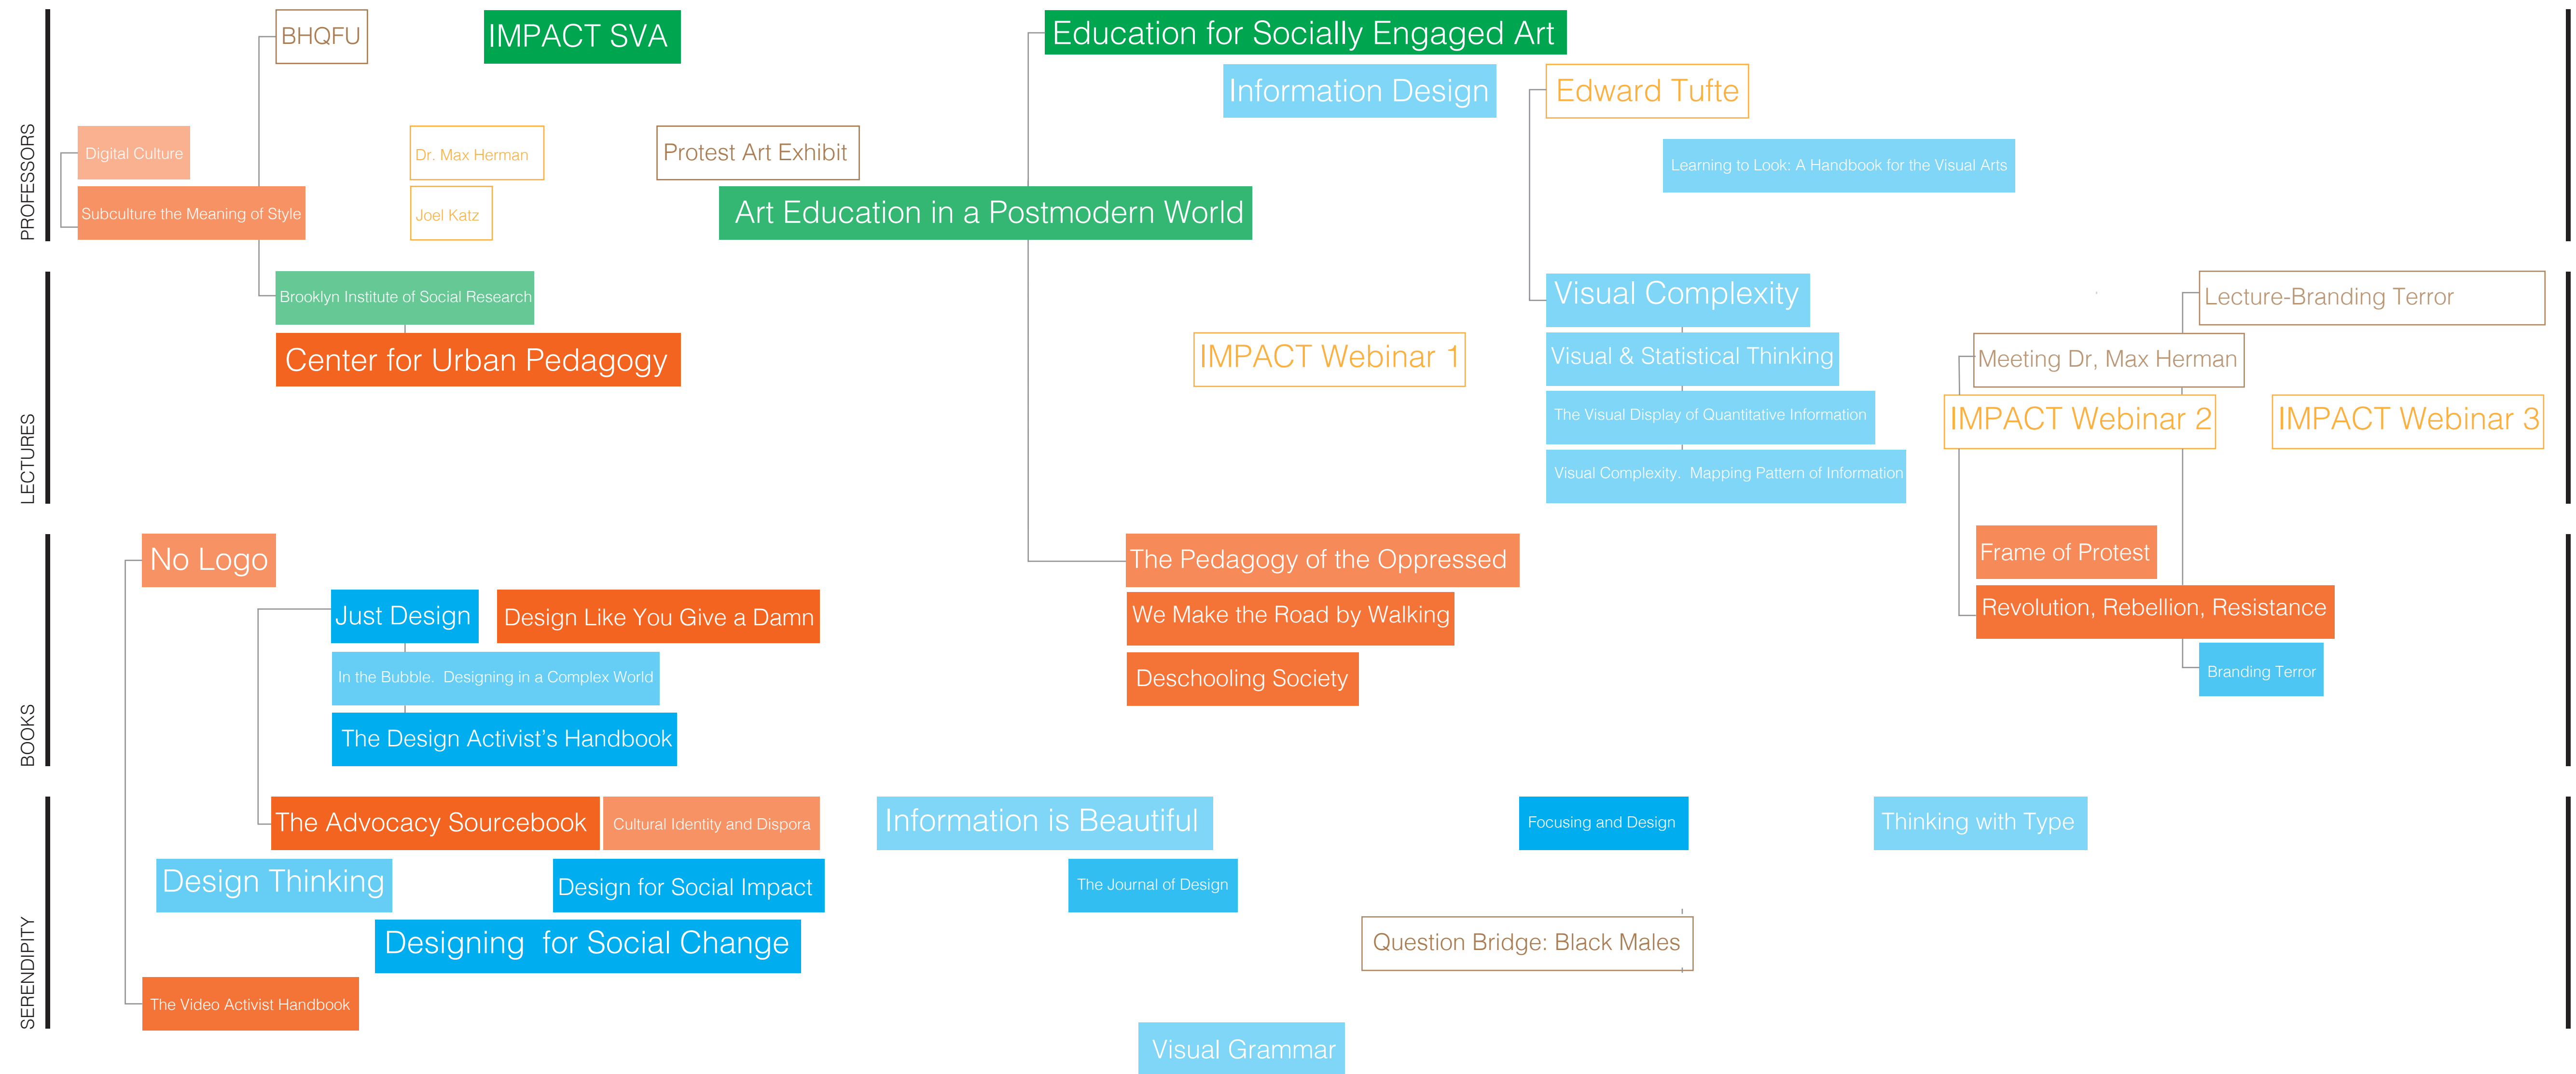 PROFESSORS
BHQFU
IMPACT SVA
Education for Socially Engaged Art
Information Design
Edward Tufte
Digital Culture
Dr. Max Herman
Protest Art Exhibit
Learning to Look: A Handbook for the Visual Arts
Subculture the Meaning of Style
Joel Katz
Art Education in a Postmodern World
LECTURES
Brooklyn Institute of Social Research
Visual Complexity
Lecture-Branding Terror
Center for Urban Pedagogy
IMPACT Webinar 1
Visual & Statistical Thinking
Meeting Dr, Max Herman
The Visual Display of Quantitative Information
IMPACT Webinar 2
IMPACT Webinar 3
Visual Complexity.  Mapping Pattern of Information
BOOKS
No Logo
The Pedagogy of the Oppressed
Frame of Protest
Just Design
Design Like You Give a Damn
We Make the Road by Walking
Revolution, Rebellion, Resistance
In the Bubble.  Designing in a Complex World
Deschooling Society
Branding Terror
The Design Activist’s Handbook
SERENDIPITY
The Advocacy Sourcebook
Cultural Identity and Dispora
Information is Beautiful
Focusing and Design
Thinking with Type
Design Thinking
Design for Social Impact
The Journal of Design
Designing  for Social Change
Question Bridge: Black Males
The Video Activist Handbook
Visual Grammar